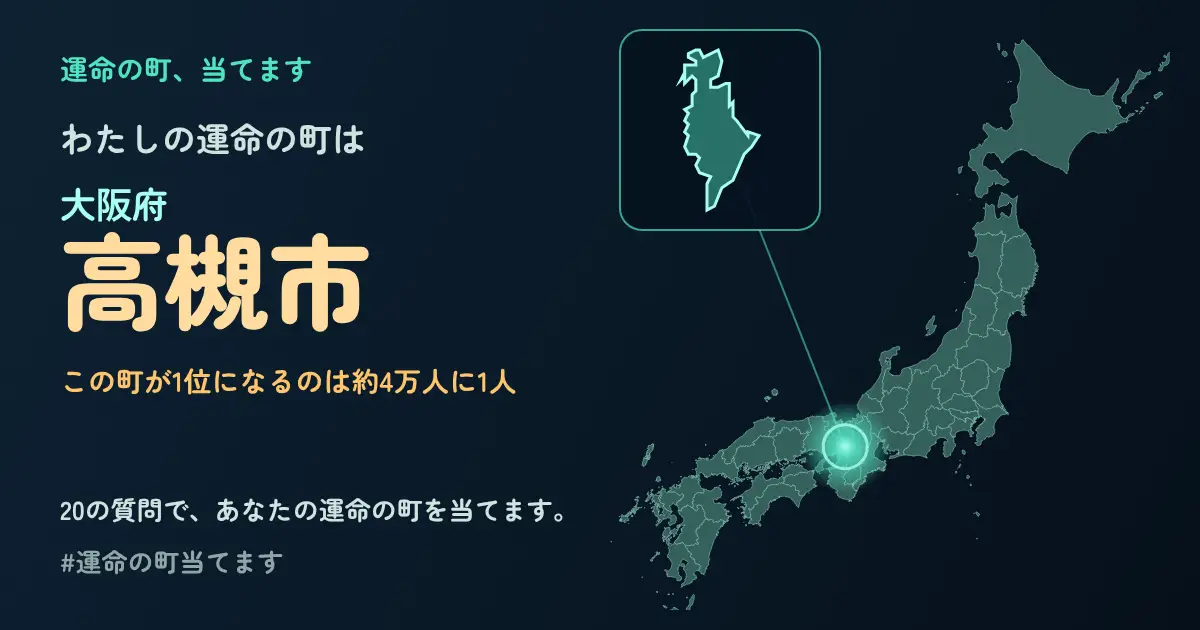 運命の町、当てます
わたしの運命の町は
大阪府
高槻市
この町が1位になるのは約4万人に1人
20の質問で、あなたの運命の町を当てます。
#運命の町当てます